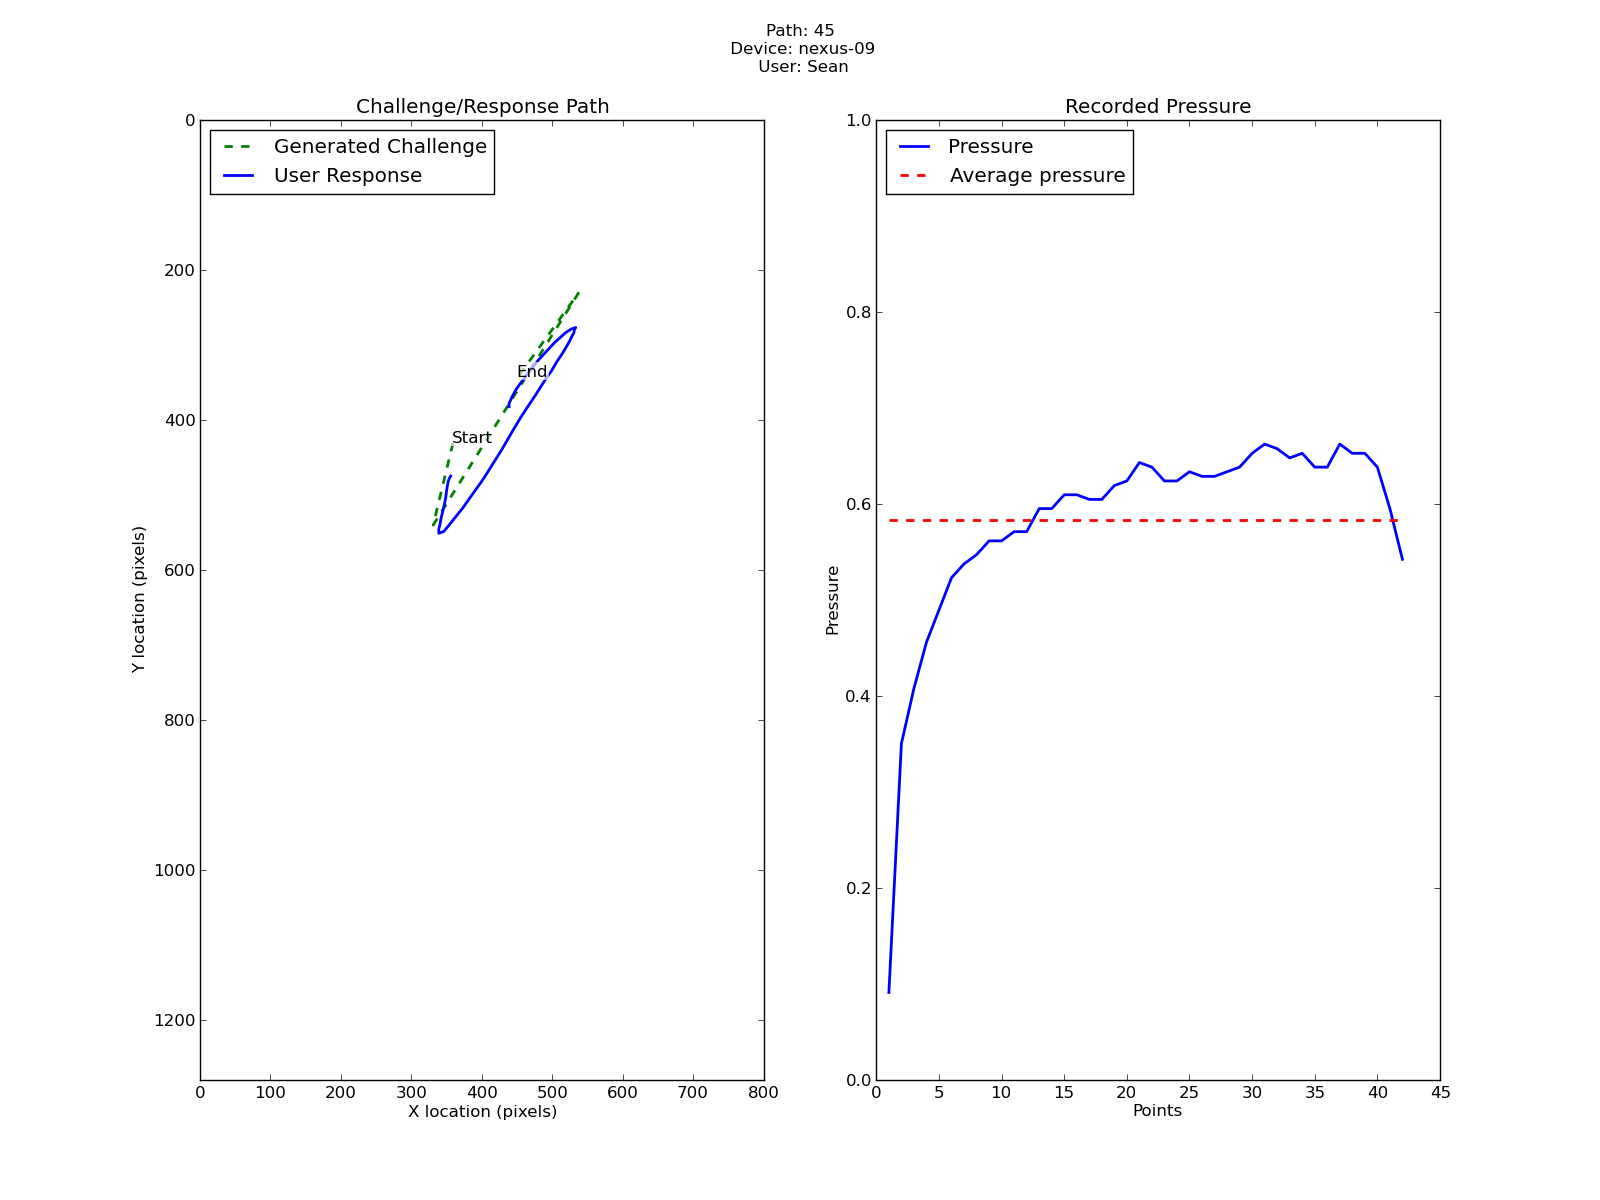 Path: 45
Device: nexus-09
User: Sean
Challenge/Response Path
Generated Challenge
User Response
0
200
400
600
800
1000
1200
Y location (pixels)
Start
End
0 100 200 300 400 500 600 700 800
X location (pixels)
Recorded Pressure
Pressure
Average pressure
1.0
0.8
0.6
0.4
0.2
0.0
Pressure
0 5 10 15 20 25 30 35 40 45
Points